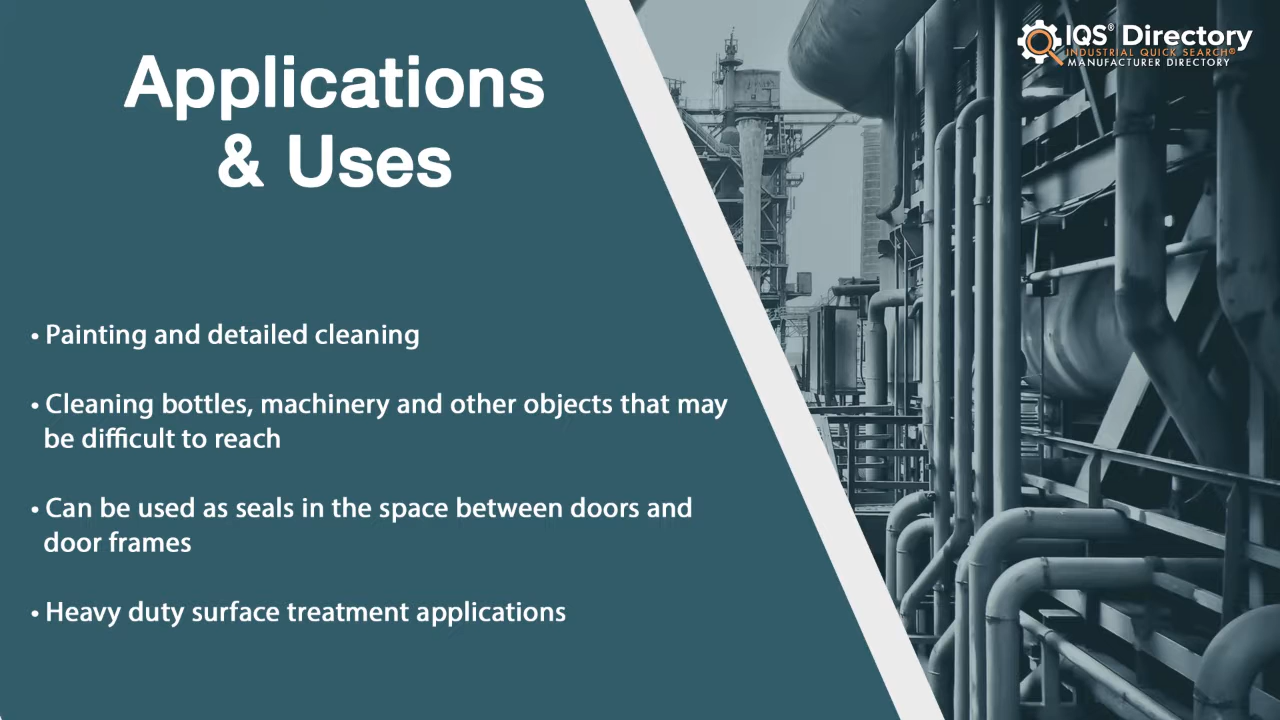 Applications
& Uses
• Painting and detailed cleaning
• Cleaning bottles, machinery and other objects that may
be difficult to reach
• Can be used as seals in the space between doors and
door frames
• Heavy duty surface treatment applications
IQS® Directory
INDUSTRIAL QUICK SEARCH®
MANUFACTURER DIRECTORY